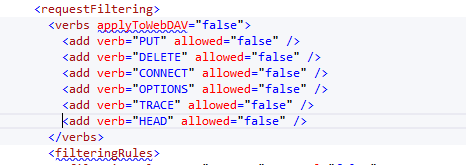 <requestFiltering>
<verbs applyToWebDAV="false">
<add verb="PUT" allowed="false" />
<add verb="DELETE" allowed="false" />
<add verb="CONNECT" allowed="false" />
<add verb="OPTIONS" allowed="false" />
<add verb="TRACE" allowed="false" />
<add verb="HEAD" allowed="false" />
</verbs>
<filteringRules>